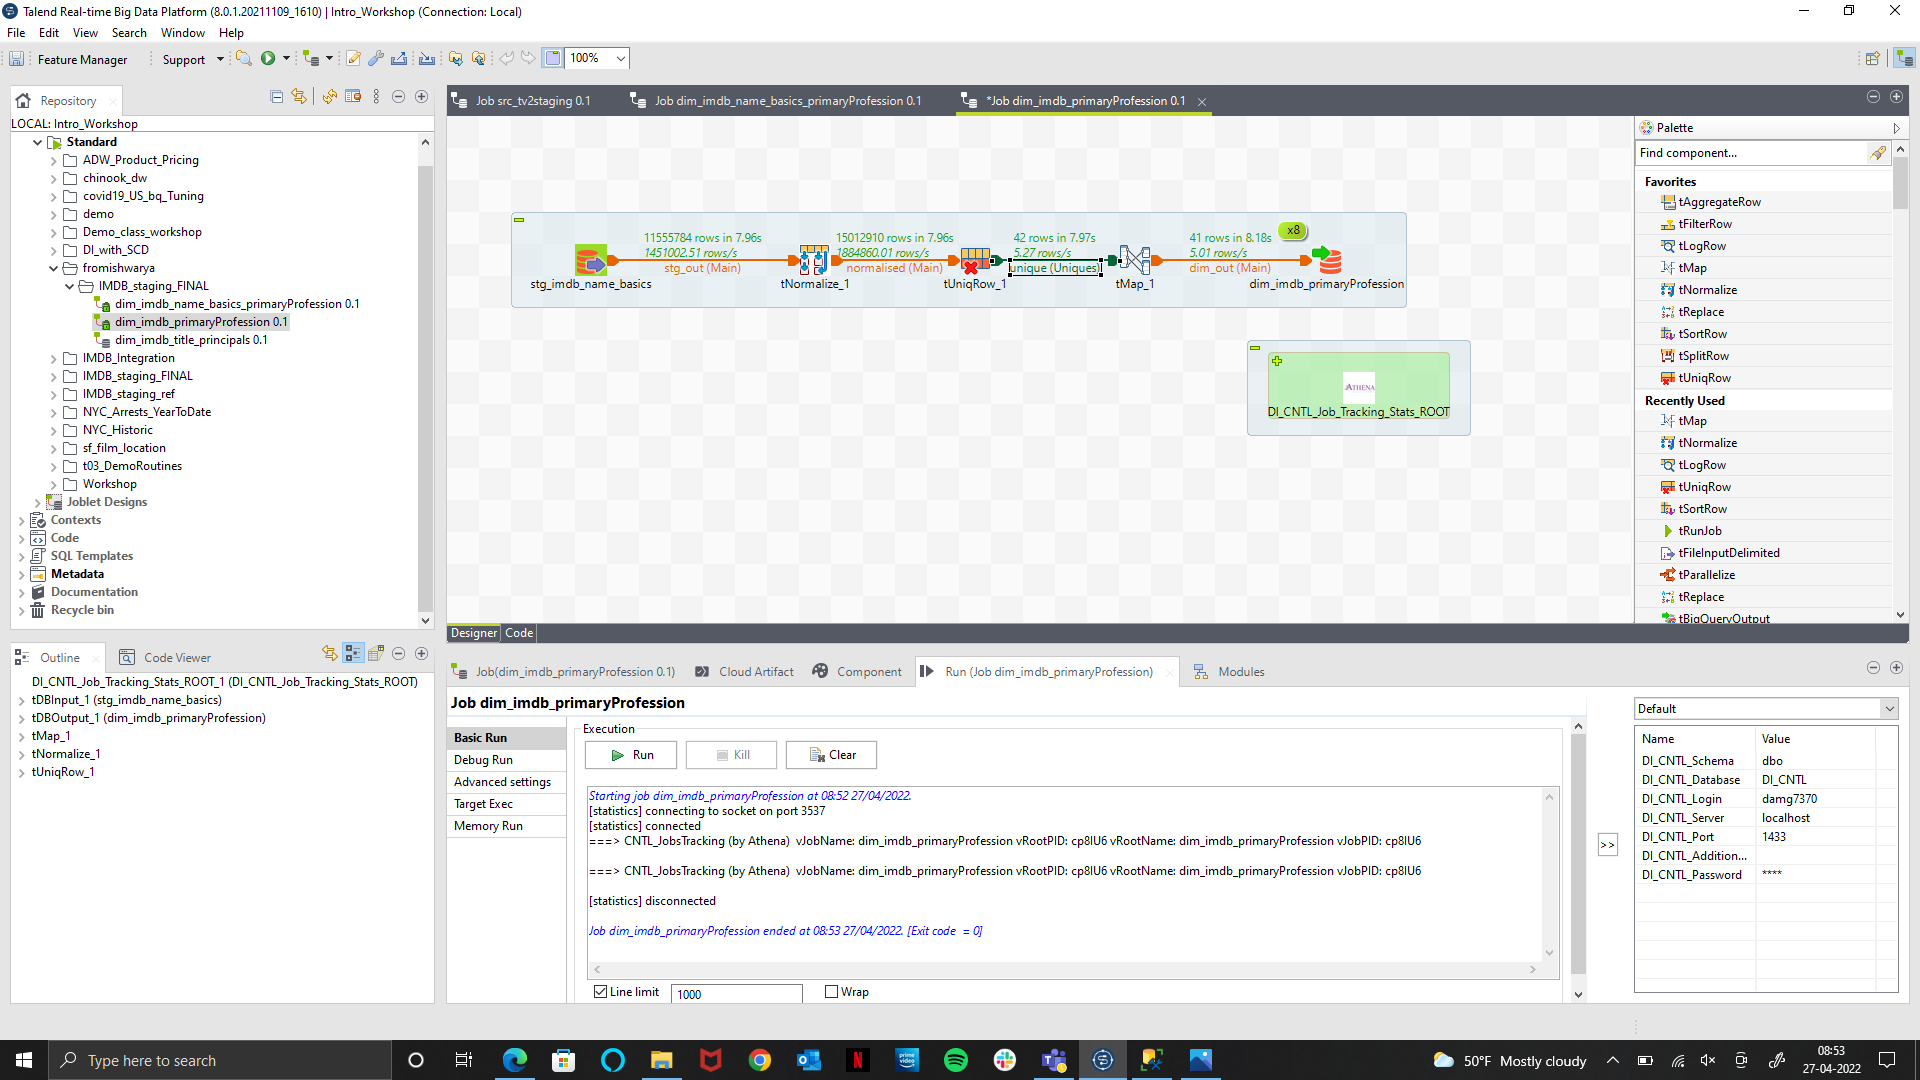 Talend Real-time Big Data Platform (8.0.1.20211109_1610) | Intro_Workshop (Connection: Local)
File Edit View Search Window Help
Feature Manager Support 100%
Repository
LOCAL: Intro_Workshop
Standard
ADW_Product_Pricing
chinook_dw
covid19_US_bq_Tuning
demo
Demo_class_workshop
DI_with_SCD
fromishwarya
IMDB_staging_FINAL
dim_imdb_name_basics_primaryProfession 0.1
dim_imdb_primaryProfession 0.1
dim_imdb_title_principals 0.1
IMDB_Integration
IMDB_staging_FINAL
IMDB_staging_ref
NYC_Arrests_YearToDate
NYC_Historic
sf_film_location
t03_DemoRoutines
Workshop
Joblet Designs
Contexts
Code
SQL Templates
Metadata
Documentation
Recycle bin
Job src_tv2staging 0.1
Job dim_imdb_name_basics_primaryProfession 0.1
*Job dim_imdb_primaryProfession 0.1
11555784 rows in 7.96s
1451002.51 rows/s
stg_out (Main)
15012910 rows in 7.96s
1884860.01 rows/s
normalised (Main)
42 rows in 7.97s
5.27 rows/s
unique (Uniques)
41 rows in 8.18s
5.01 rows/s
dim_out (Main)
x8
stg_imdb_name_basics
tNormalize_1
tUniqRow_1
tMap_1
dim_imdb_primaryProfession
ATHENA
DI_CNTL_Job_Tracking_Stats_ROOT
Designer Code
Palette
Find component...
Favorites
tAggregateRow
tFilterRow
tLogRow
tMap
tNormalize
tReplace
tSortRow
tSplitRow
tUniqRow
Recently Used
tMap
tNormalize
tLogRow
tUniqRow
tSortRow
tRunJob
tFileInputDelimited
tParallelize
tReplace
tBigQueryOutput
Outline Code Viewer
DI_CNTL_Job_Tracking_Stats_ROOT_1 (DI_CNTL_Job_Tracking_Stats_ROOT)
tDBInput_1 (stg_imdb_name_basics)
tDBOutput_1 (dim_imdb_primaryProfession)
tMap_1
tNormalize_1
tUniqRow_1
Job(dim_imdb_primaryProfession 0.1) Cloud Artifact Component Run (Job dim_imdb_primaryProfession) Modules
Job dim_imdb_primaryProfession
Basic Run
Debug Run
Advanced settings
Target Exec
Memory Run
Execution
Run Kill Clear
Starting job dim_imdb_primaryProfession at 08:52 27/04/2022.
[statistics] connecting to socket on port 3537
[statistics] connected
===> CNTL_JobsTracking (by Athena) vJobName: dim_imdb_primaryProfession vRootPID: cp8lU6 vRootName: dim_imdb_primaryProfession vJobPID: cp8lU6
===> CNTL_JobsTracking (by Athena) vJobName: dim_imdb_primaryProfession vRootPID: cp8lU6 vRootName: dim_imdb_primaryProfession vJobPID: cp8lU6
[statistics] disconnected
Job dim_imdb_primaryProfession ended at 08:53 27/04/2022. [Exit code = 0]
Line limit 1000 Wrap
>>
Default
Name Value
DI_CNTL_Schema dbo
DI_CNTL_Database DI_CNTL
DI_CNTL_Login damg7370
DI_CNTL_Server localhost
DI_CNTL_Port 1433
DI_CNTL_Addition...
DI_CNTL_Password ****
Type here to search
prime video
50°F Mostly cloudy
08:53
27-04-2022